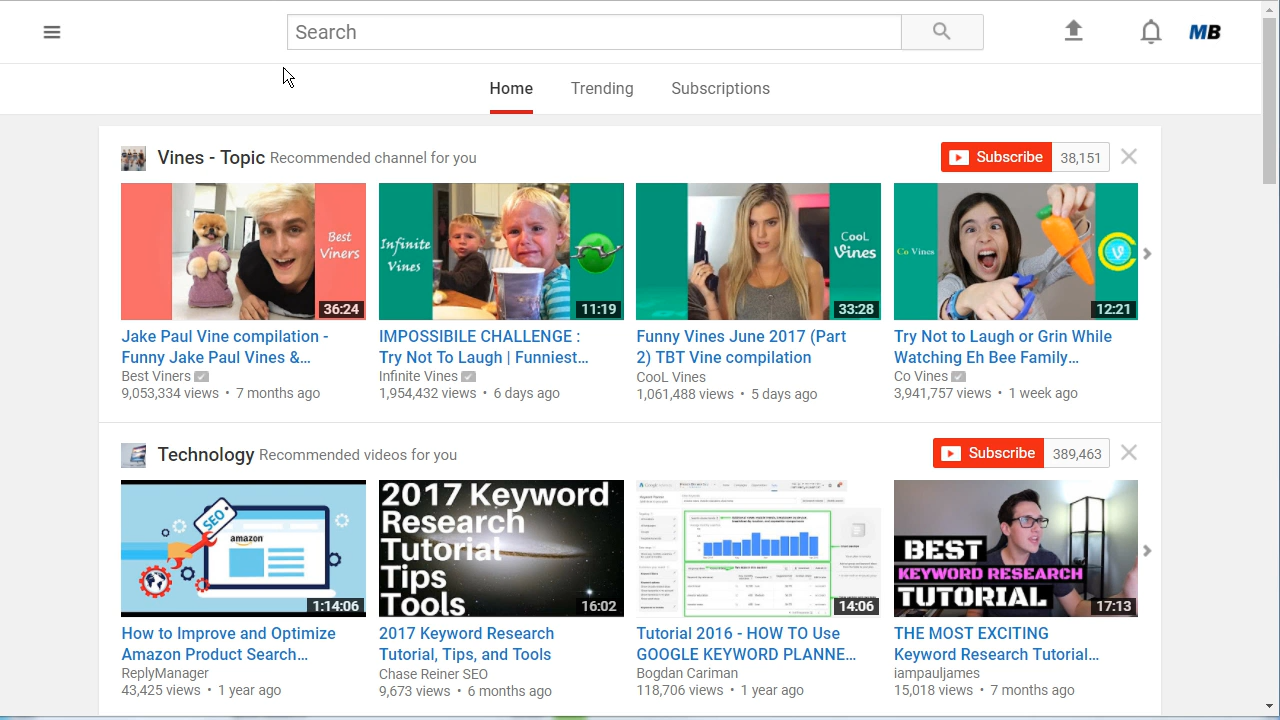 Search
MB
Home Trending Subscriptions
Vines - Topic Recommended channel for you
Subscribe 38,151
Best Viners 36:24
Infinite Vines 11:19
CooL Vines 33:28
Co Vines 12:21
Jake Paul Vine compilation -
Funny Jake Paul Vines &...
Best Viners
9,053,334 views • 7 months ago
IMPOSSIBILE CHALLENGE :
Try Not To Laugh | Funniest...
Infinite Vines
1,954,432 views • 6 days ago
Funny Vines June 2017 (Part
2) TBT Vine compilation
CooL Vines
1,061,488 views • 5 days ago
Try Not to Laugh or Grin While
Watching Eh Bee Family...
Co Vines
3,941,757 views • 1 week ago
Technology Recommended videos for you
Subscribe 389,463
SEO
amazon
1:14:06
2017 Keyword
Research
Tutorial
Tips
Tools
16:02
14:06
BEST
KEYWORD RESEARCH
TUTORIAL
17:13
How to Improve and Optimize
Amazon Product Search...
ReplyManager
43,425 views • 1 year ago
2017 Keyword Research
Tutorial, Tips, and Tools
Chase Reiner SEO
9,673 views • 6 months ago
Tutorial 2016 - HOW TO Use
GOOGLE KEYWORD PLANNE...
Bogdan Cariman
118,706 views • 1 year ago
THE MOST EXCITING
Keyword Research Tutorial...
iampauljames
15,018 views • 7 months ago